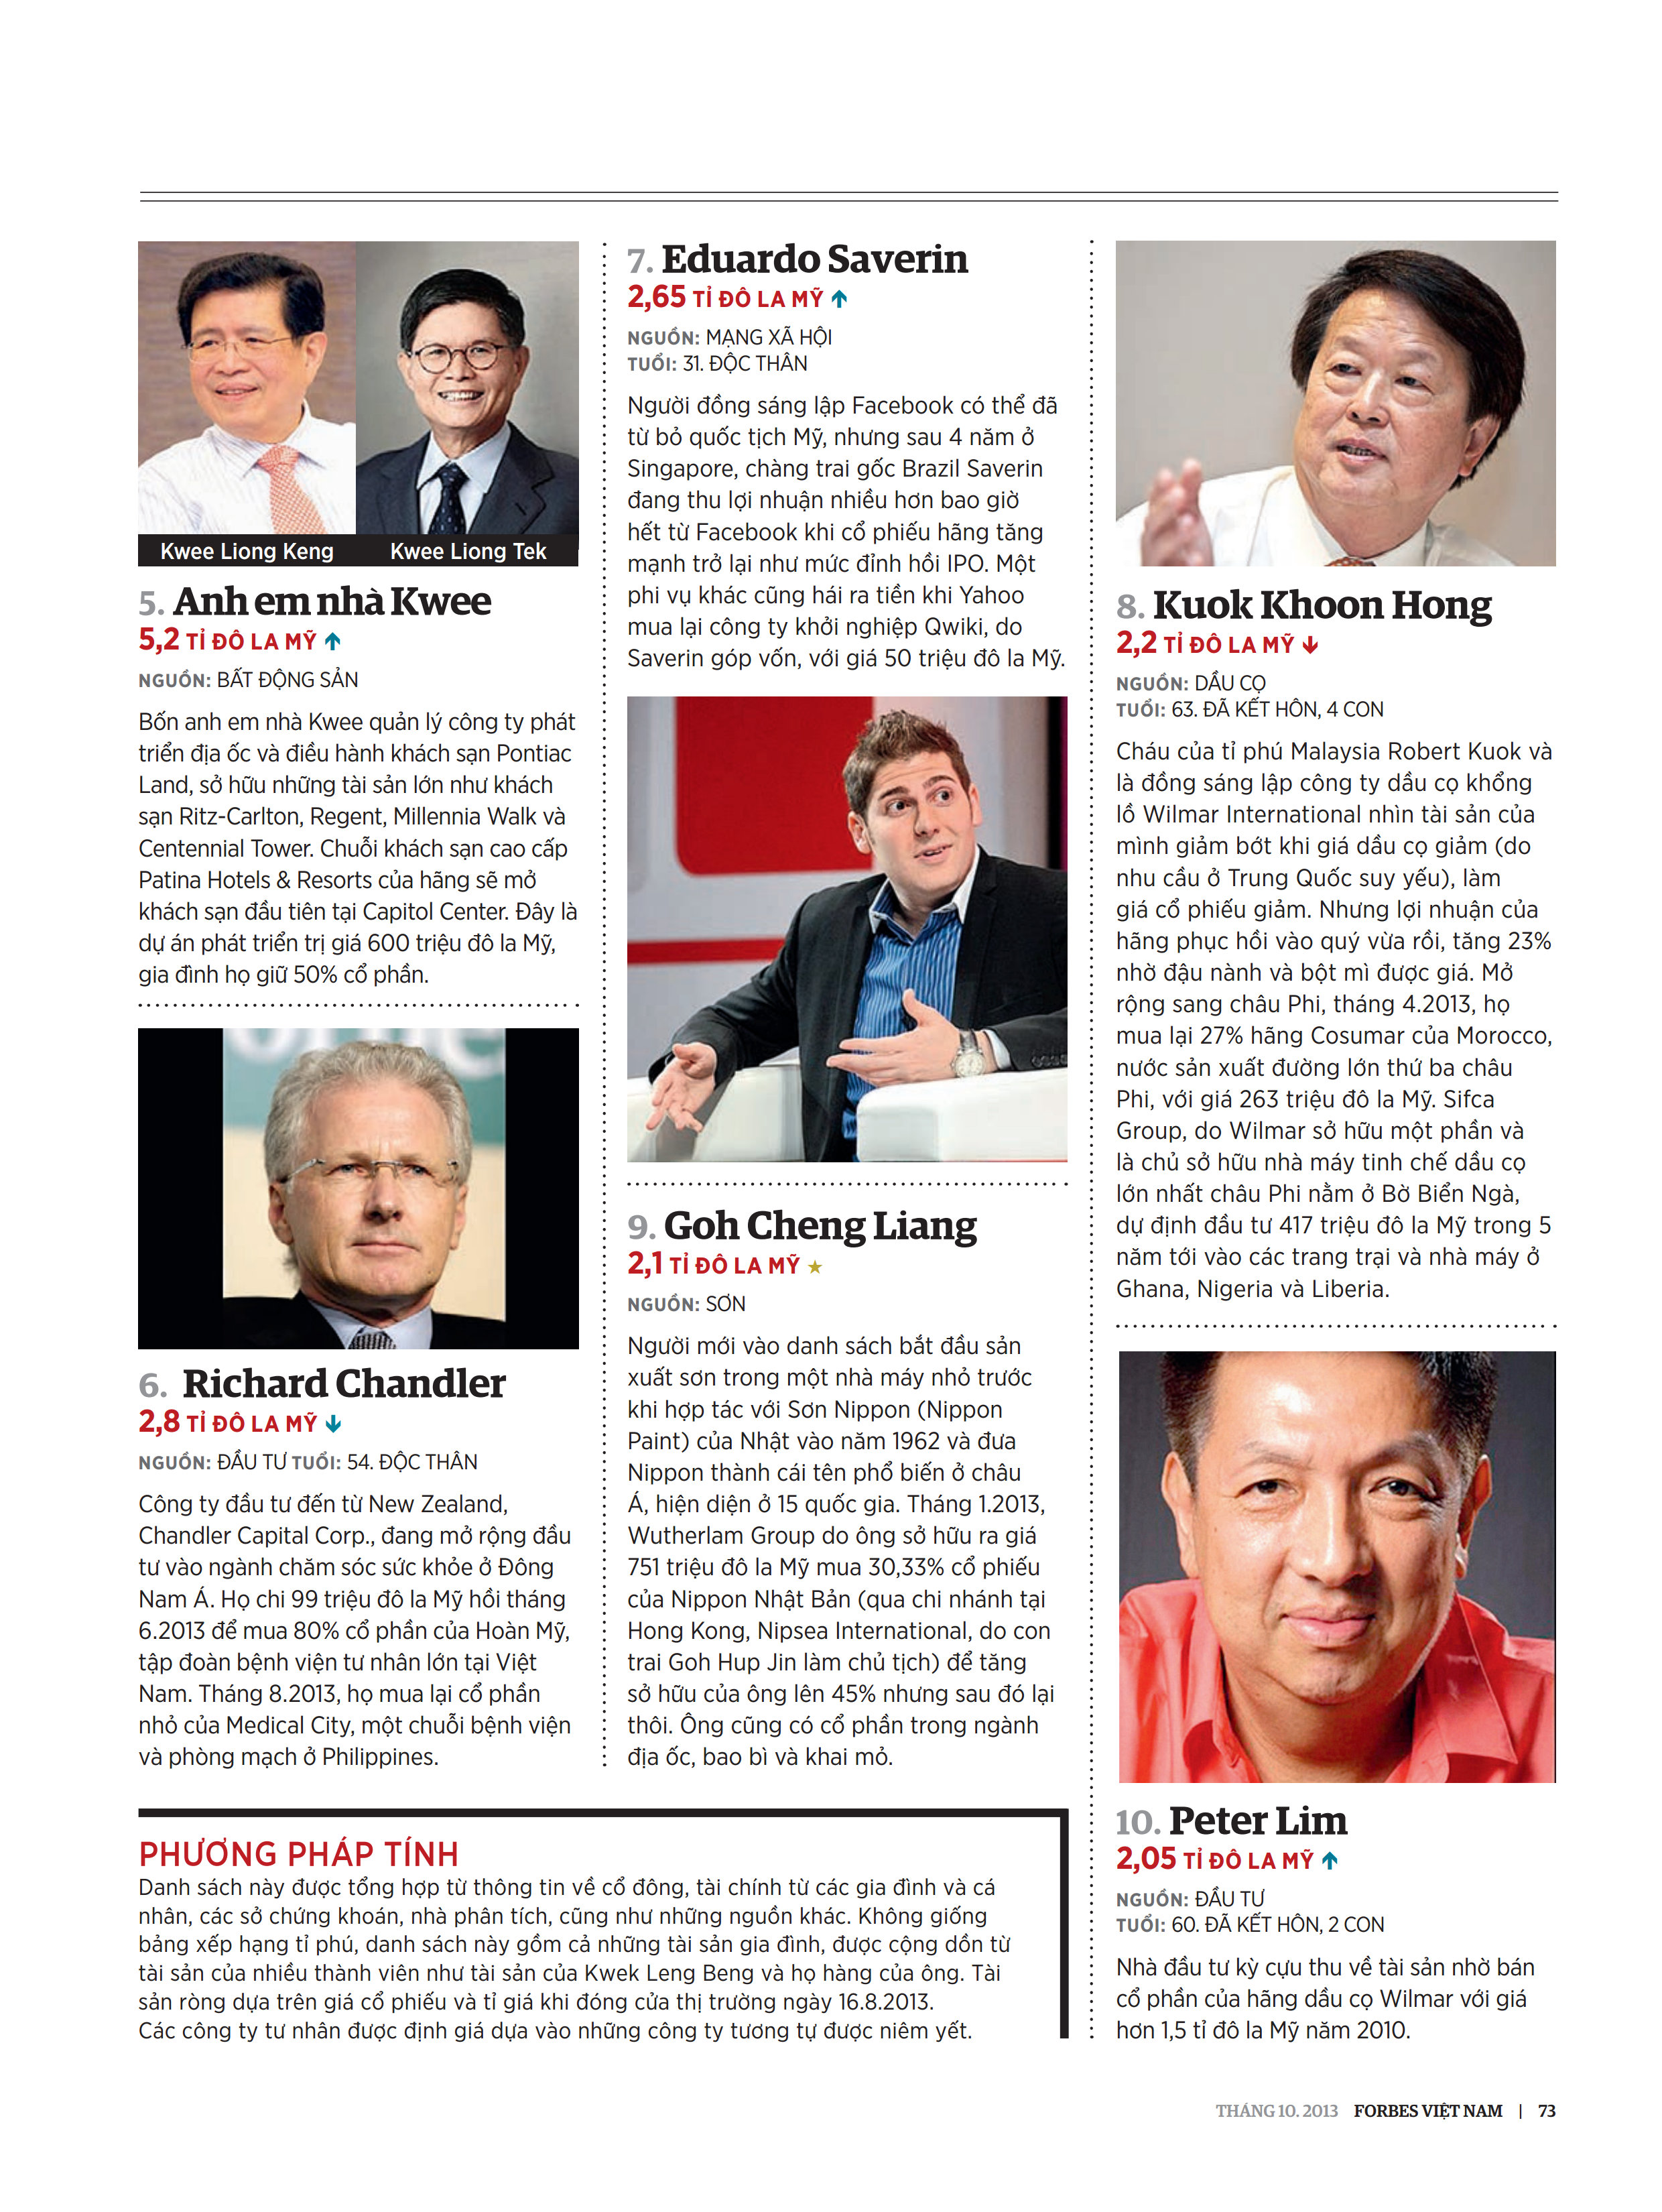 Kwee Liong Keng
Kwee Liong Tek
5. Anh em nhà Kwee
5,2 TỈ ĐÔ LA MỸ ↑
NGUỒN: BẤT ĐỘNG SẢN
Bốn anh em nhà Kwee quản lý công ty phát
triển địa ốc và điều hành khách sạn Pontiac
Land, sở hữu những tài sản lớn như khách
sạn Ritz-Carlton, Regent, Millennia Walk và
Centennial Tower. Chuỗi khách sạn cao cấp
Patina Hotels & Resorts của hãng sẽ mở
khách sạn đầu tiên tại Capitol Center. Đây là
dự án phát triển trị giá 600 triệu đô la Mỹ,
gia đình họ giữ 50% cổ phần.
6. Richard Chandler
2,8 TỈ ĐÔ LA MỸ ↓
NGUỒN: ĐẦU TƯ TUỔI: 54. ĐỘC THÂN
Công ty đầu tư đến từ New Zealand,
Chandler Capital Corp., đang mở rộng đầu
tư vào ngành chăm sóc sức khỏe ở Đông
Nam Á. Họ chi 99 triệu đô la Mỹ hồi tháng
6.2013 để mua 80% cổ phần của Hoàn Mỹ,
tập đoàn bệnh viện tư nhân lớn tại Việt
Nam. Tháng 8.2013, họ mua lại cổ phần
nhỏ của Medical City, một chuỗi bệnh viện
và phòng mạch ở Philippines.
7. Eduardo Saverin
2,65 TỈ ĐÔ LA MỸ ↑
NGUỒN: MẠNG XÃ HỘI
TUỔI: 31. ĐỘC THÂN
Người đồng sáng lập Facebook có thể đã
từ bỏ quốc tịch Mỹ, nhưng sau 4 năm ở
Singapore, chàng trai gốc Brazil Saverin
đang thu lợi nhuận nhiều hơn bao giờ
hết từ Facebook khi cổ phiếu hãng tăng
mạnh trở lại như mức đỉnh hồi IPO. Một
phi vụ khác cũng hái ra tiền khi Yahoo
mua lại công ty khởi nghiệp Qwiki, do
Saverin góp vốn, với giá 50 triệu đô la Mỹ.
9. Goh Cheng Liang
2,1 TỈ ĐÔ LA MỸ ★
NGUỒN: SƠN
Người mới vào danh sách bắt đầu sản
xuất sơn trong một nhà máy nhỏ trước
khi hợp tác với Sơn Nippon (Nippon
Paint) của Nhật vào năm 1962 và đưa
Nippon thành cái tên phổ biến ở châu
Á, hiện diện ở 15 quốc gia. Tháng 1.2013,
Wutherlam Group do ông sở hữu ra giá
751 triệu đô la Mỹ mua 30,33% cổ phiếu
của Nippon Nhật Bản (qua chi nhánh tại
Hong Kong, Nipsea International, do con
trai Goh Hup Jin làm chủ tịch) để tăng
sở hữu của ông lên 45% nhưng sau đó lại
thôi. Ông cũng có cổ phần trong ngành
địa ốc, bao bì và khai mỏ.
8. Kuok Khoon Hong
2,2 TỈ ĐÔ LA MỸ ↓
NGUỒN: DẦU CỌ
TUỔI: 63. ĐÃ KẾT HÔN, 4 CON
Cháu của tỉ phú Malaysia Robert Kuok và
là đồng sáng lập công ty dầu cọ khổng
lồ Wilmar International nhìn tài sản của
mình giảm bớt khi giá dầu cọ giảm (do
nhu cầu ở Trung Quốc suy yếu), làm
giá cổ phiếu giảm. Nhưng lợi nhuận của
hãng phục hồi vào quý vừa rồi, tăng 23%
nhờ đậu nành và bột mì được giá. Mở
rộng sang châu Phi, tháng 4.2013, họ
mua lại 27% hãng Cosumar của Morocco,
nước sản xuất đường lớn thứ ba châu
Phi, với giá 263 triệu đô la Mỹ. Sifca
Group, do Wilmar sở hữu một phần và
là chủ sở hữu nhà máy tinh chế dầu cọ
lớn nhất châu Phi nằm ở Bờ Biển Ngà,
dự định đầu tư 417 triệu đô la Mỹ trong 5
năm tới vào các trang trại và nhà máy ở
Ghana, Nigeria và Liberia.
10. Peter Lim
2,05 TỈ ĐÔ LA MỸ ↑
NGUỒN: ĐẦU TƯ
TUỔI: 60. ĐÃ KẾT HÔN, 2 CON
Nhà đầu tư kỳ cựu thu về tài sản nhờ bán
cổ phần của hãng dầu cọ Wilmar với giá
hơn 1,5 tỉ đô la Mỹ năm 2010.
PHƯƠNG PHÁP TÍNH
Danh sách này được tổng hợp từ thông tin về cổ đông, tài chính từ các gia đình và cá
nhân, các sở chứng khoán, nhà phân tích, cũng như những nguồn khác. Không giống
bảng xếp hạng tỉ phú, danh sách này gồm cả những tài sản gia đình, được cộng dồn từ
tài sản của nhiều thành viên như tài sản của Kwek Leng Beng và họ hàng của ông. Tài
sản ròng dựa trên giá cổ phiếu và tỉ giá khi đóng cửa thị trường ngày 16.8.2013.
Các công ty tư nhân được định giá dựa vào những công ty tương tự được niêm yết.
THÁNG 10. 2013 FORBES VIỆT NAM | 73